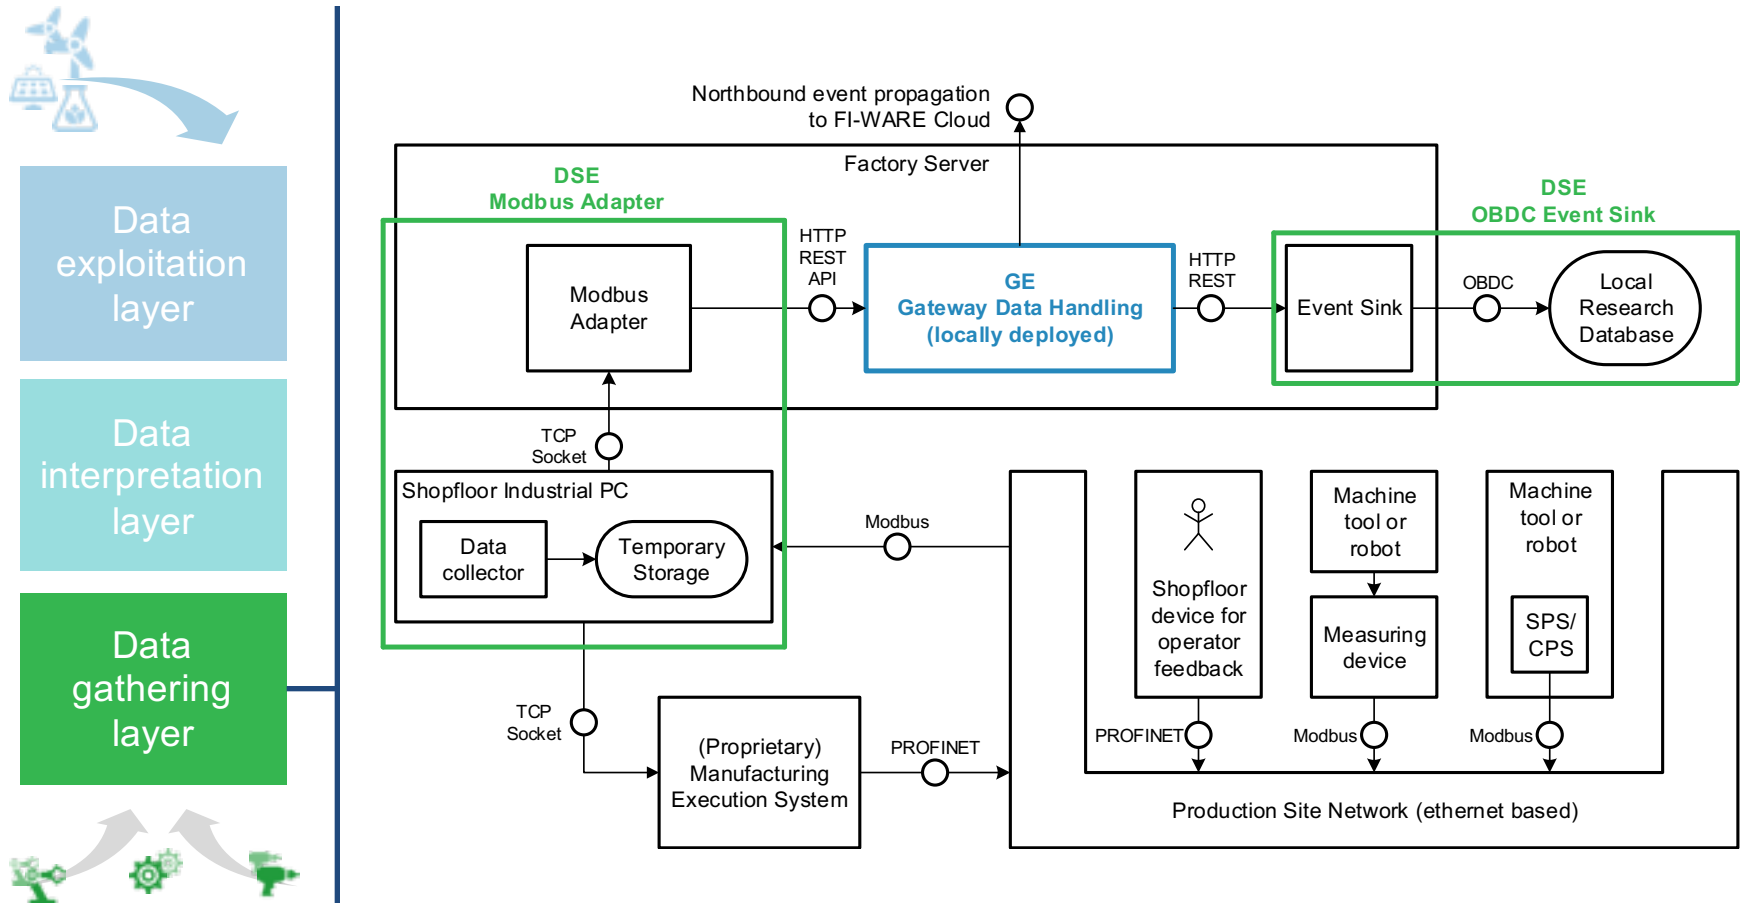 Data
exploitation
layer
Data
interpretation
layer
Data
gathering
layer
Northbound event propagation
to FI-WARE Cloud
Factory Server
DSE
Modbus Adapter
DSE
OBDC Event Sink
Modbus
Adapter
HTTP
REST
API
GE
Gateway Data Handling
(locally deployed)
HTTP
REST
Event Sink
OBDC
Local
Research
Database
TCP
Socket
Shopfloor Industrial PC
Data
collector
Temporary
Storage
Modbus
Shopfloor
device for
operator
feedback
Machine
tool or
robot
Measuring
device
Machine
tool or
robot
SPS/
CPS
TCP
Socket
(Proprietary)
Manufacturing
Execution System
PROFINET
PROFINET
Modbus
Modbus
Production Site Network (ethernet based)